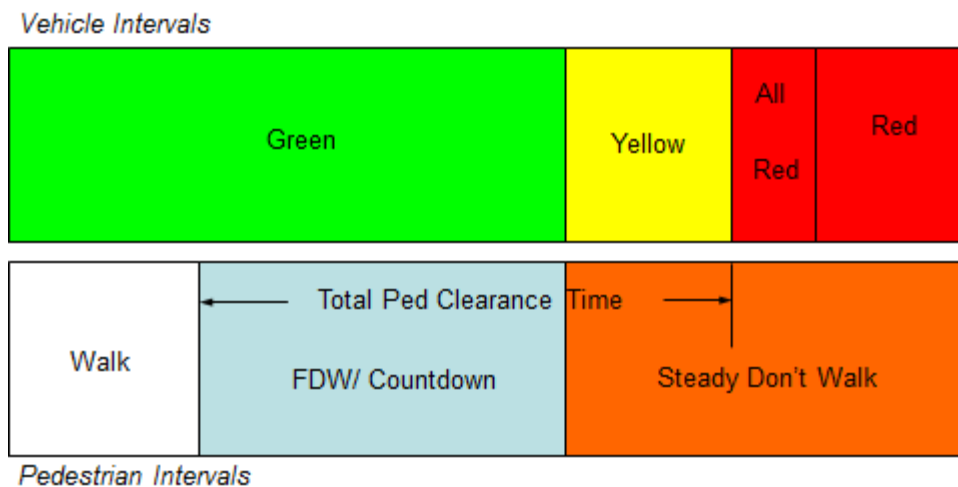 Vehicle Intervals
Green
Yellow
All
Red
Red
Total Ped Clearance Time
Walk
FDW/ Countdown
Steady Don't Walk
Pedestrian Intervals